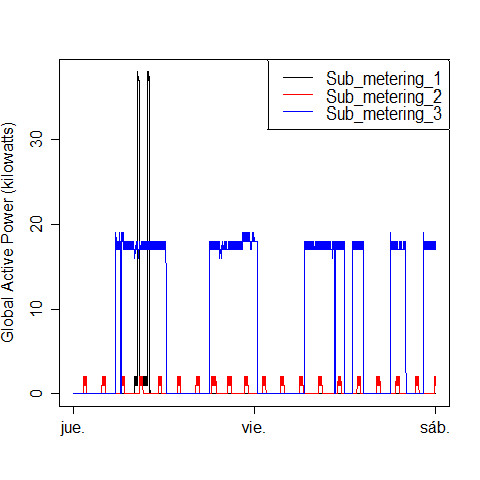 Sub_metering_1
Sub_metering_2
Sub_metering_3
Global Active Power (kilowatts)
30
20
10
0
jue.
vie.
sáb.